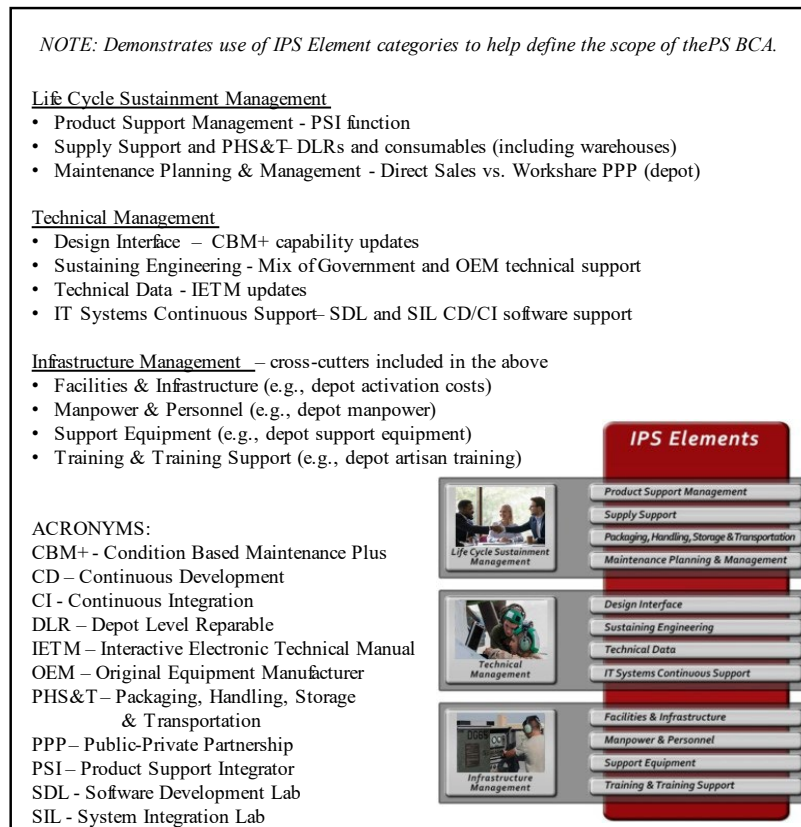 NOTE: Demonstrates use of IPS Element categories to help define the scope of thePS BCA.
Life Cycle Sustainment Management
• Product Support Management - PSI function
• Supply Support and PHS&T– DLRs and consumables (including warehouses)
• Maintenance Planning & Management - Direct Sales vs. Workshare PPP (depot)
Technical Management
• Design Interface – CBM+ capability updates
• Sustaining Engineering - Mix of Government and OEM technical support
• Technical Data - IETM updates
• IT Systems Continuous Support– SDL and SIL CD/CI software support
Infrastructure Management – cross-cutters included in the above
• Facilities & Infrastructure (e.g., depot activation costs)
• Manpower & Personnel (e.g., depot manpower)
• Support Equipment (e.g., depot support equipment)
• Training & Training Support (e.g., depot artisan training)
ACRONYMS:
CBM+ - Condition Based Maintenance Plus
CD – Continuous Development
CI - Continuous Integration
DLR – Depot Level Reparable
IETM – Interactive Electronic Technical Manual
OEM – Original Equipment Manufacturer
PHS&T – Packaging, Handling, Storage
& Transportation
PPP – Public-Private Partnership
PSI – Product Support Integrator
SDL - Software Development Lab
SIL - System Integration Lab
IPS Elements
Life Cycle Sustainment
Management
Product Support Management
Supply Support
Packaging, Handling, Storage & Transportation
Maintenance Planning & Management
Technical
Management
Design Interface
Sustaining Engineering
Technical Data
IT Systems Continuous Support
Infrastructure
Management
Facilities & Infrastructure
Manpower & Personnel
Support Equipment
Training & Training Support